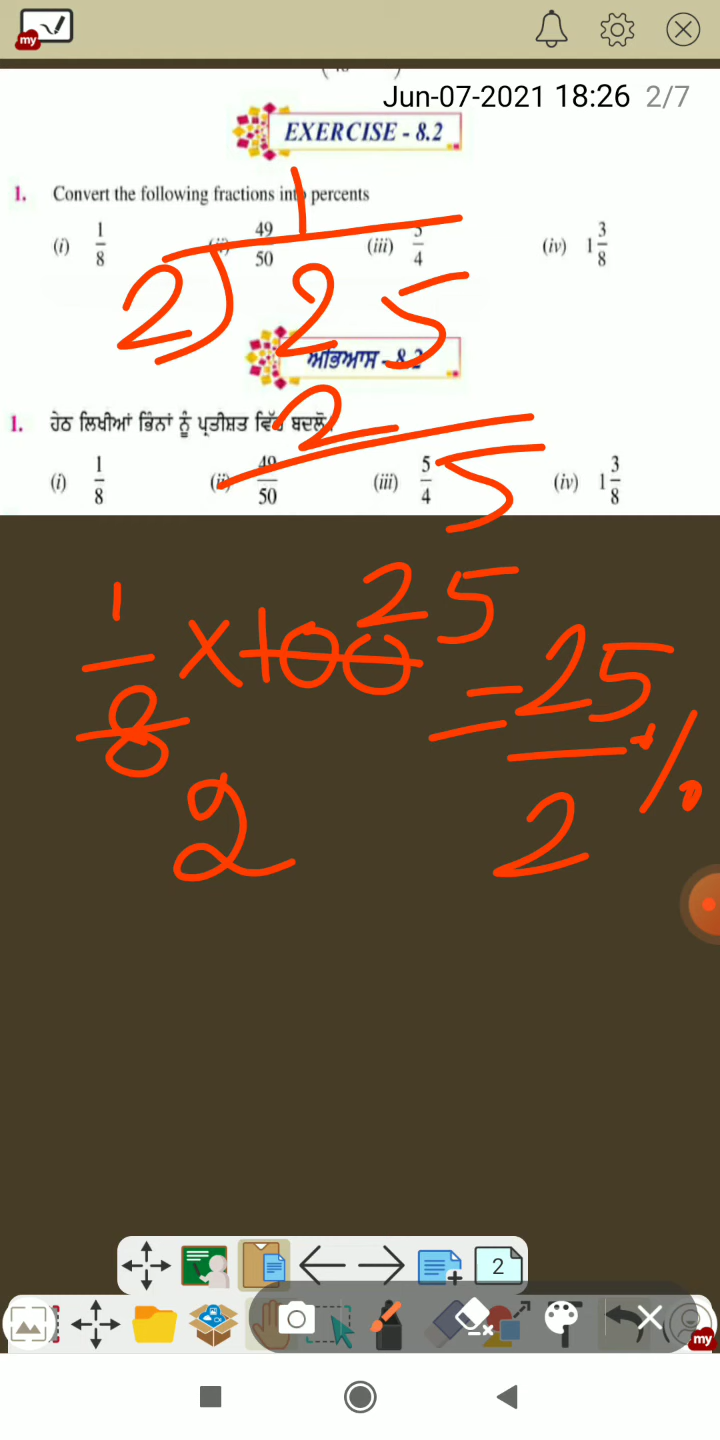 my
Jun-07-2021 18:26 2/7
EXERCISE - 8.2
1. Convert the following fractions into percents
(i) 1/8 (ii) 49/50 (iii) 5/4 (iv) 1 3/8
1
2) 25
ਅਭਿਆਸ - 8.2
2
1. ਹੇਠ ਲਿਖੀਆਂ ਭਿੰਨਾਂ ਨੂੰ ਪ੍ਰਤੀਸ਼ਤ ਵਿੱਚ ਬਦਲੋ
(i) 1/8 (ii) 49/50 (iii) 5/4 (iv) 1 3/8
5
1/8 × 100 25 = 25/2 %
2
2
my